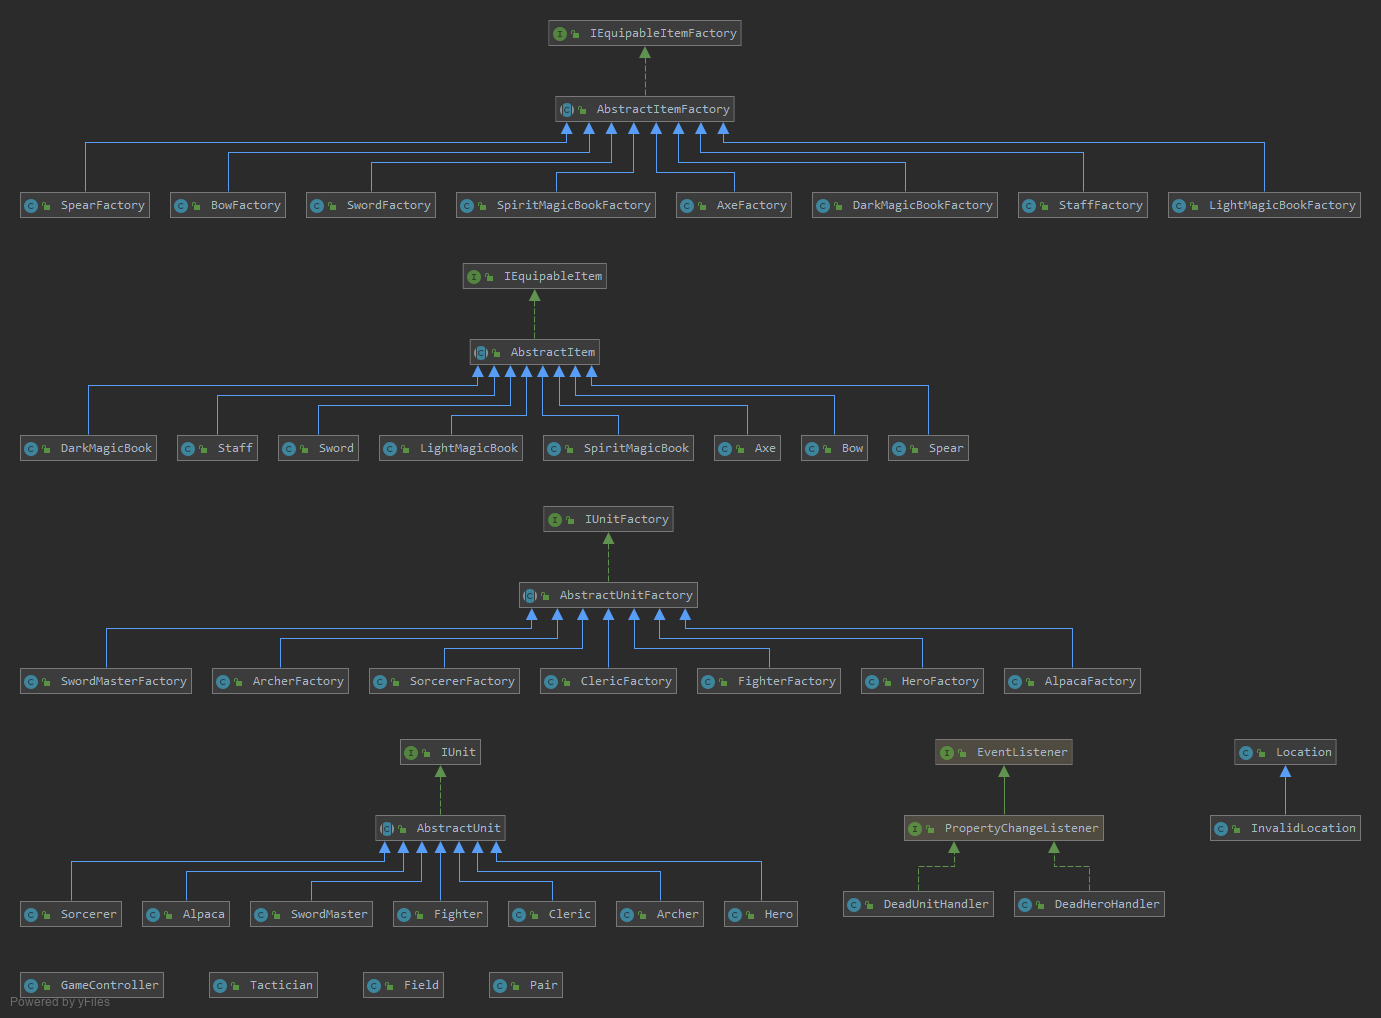 IEquipableItemFactory
AbstractItemFactory
SpearFactory BowFactory SwordFactory SpiritMagicBookFactory AxeFactory DarkMagicBookFactory StaffFactory LightMagicBookFactory
IEquipableItem
AbstractItem
DarkMagicBook Staff Sword LightMagicBook SpiritMagicBook Axe Bow Spear
IUnitFactory
AbstractUnitFactory
SwordMasterFactory ArcherFactory SorcererFactory ClericFactory FighterFactory HeroFactory AlpacaFactory
IUnit EventListener Location
AbstractUnit PropertyChangeListener InvalidLocation
Sorcerer Alpaca SwordMaster Fighter Cleric Archer Hero DeadUnitHandler DeadHeroHandler
GameController Tactician Field Pair
Powered by yFiles